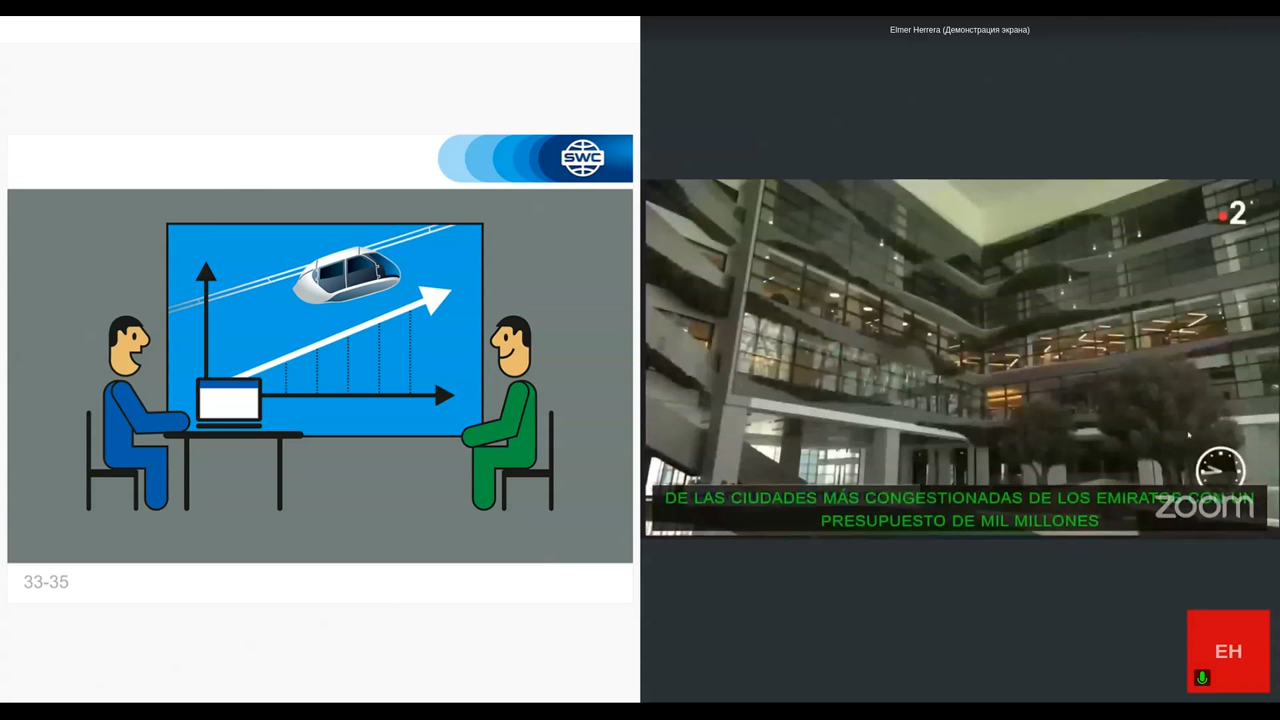 Elmer Herrera (Демонстрация экрана)
SWC
2
DE LAS CIUDADES MÁS CONGESTIONADAS DE LOS EMIRATOS CON UN
PRESUPUESTO DE MIL MILLONES
zoom
33-35
EH